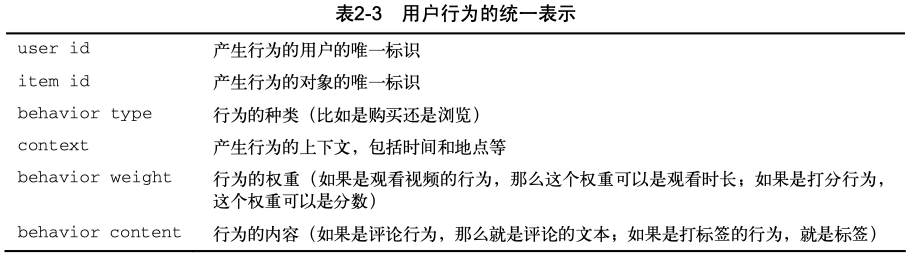 表2-3 用户行为的统一表示
user id 产生行为的用户的唯一标识
item id 产生行为的对象的唯一标识
behavior type 行为的种类（比如是购买还是浏览）
context 产生行为的上下文，包括时间和地点等
behavior weight 行为的权重（如果是观看视频的行为，那么这个权重可以是观看时长；如果是打分行为，
这个权重可以是分数）
behavior content 行为的内容（如果是评论行为，那么就是评论的文本；如果是打标签的行为，就是标签）